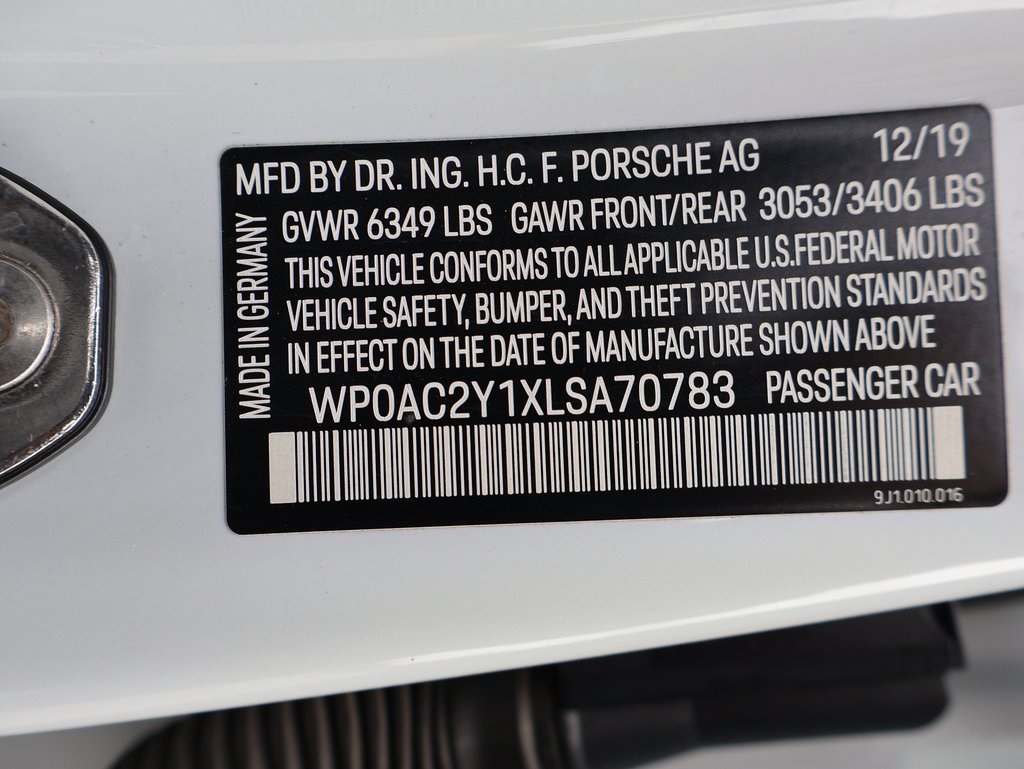 MFD BY DR. ING. H.C. F. PORSCHE AG 12/19
GVWR 6349 LBS GAWR FRONT/REAR 3053/3406 LBS
THIS VEHICLE CONFORMS TO ALL APPLICABLE U.S.FEDERAL MOTOR
VEHICLE SAFETY, BUMPER, AND THEFT PREVENTION STANDARDS
IN EFFECT ON THE DATE OF MANUFACTURE SHOWN ABOVE
WP0AC2Y1XLSA70783 PASSENGER CAR
9J1.010.016
MADE IN GERMANY